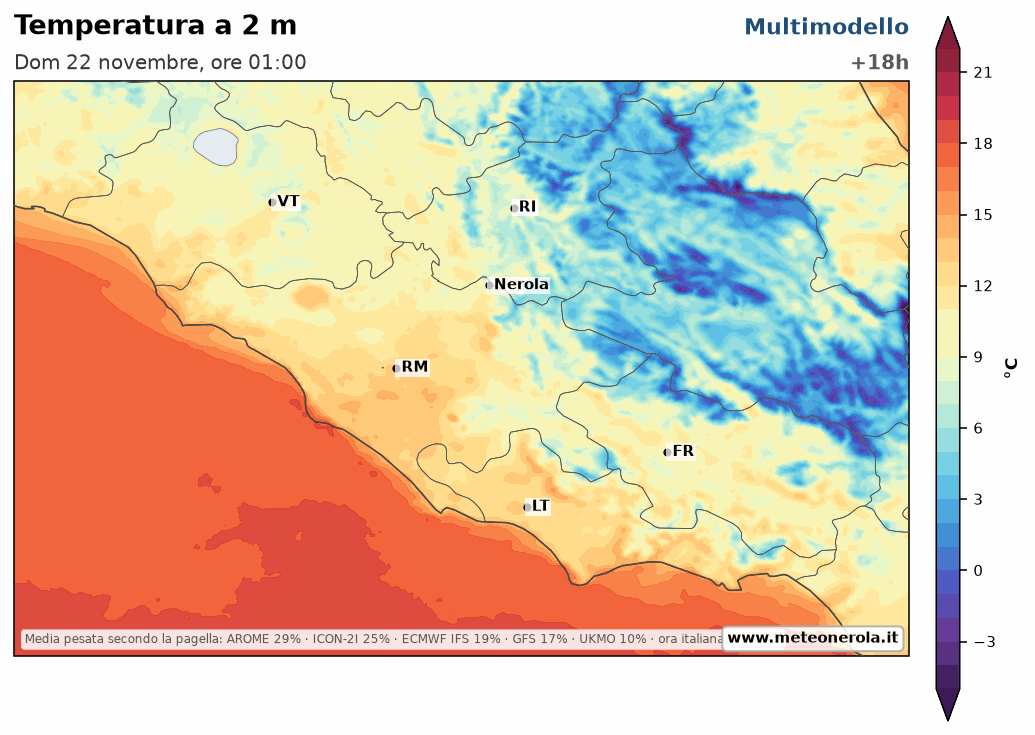 Temperatura a 2 m
Multimodello
Dom 22 novembre, ore 01:00
+18h
VT
RI
Nerola
RM
FR
LT
Media pesata secondo la pagella: AROME 29% · ICON-2I 25% · ECMWF IFS 19% · GFS 17% · UKMO 10% · ora italiana
www.meteonerola.it
21
18
15
12
9
6
3
0
−3
°C